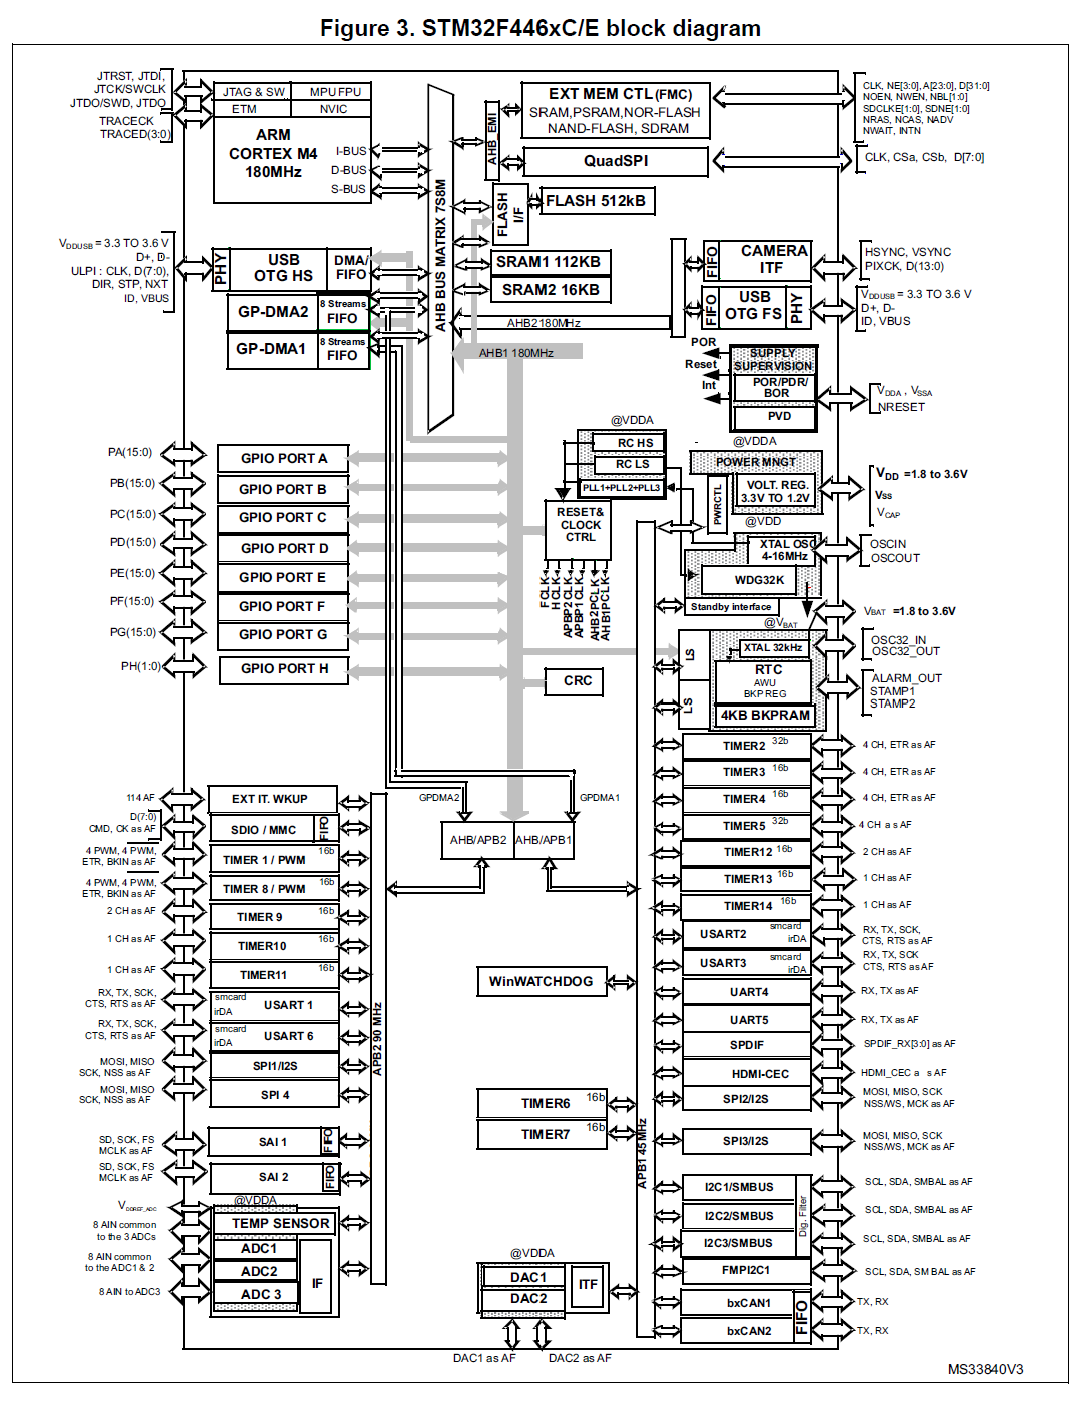 Figure 3. STM32F446xC/E block diagram
JTRST, JTDI,
JTCK/SWCLK
JTDO/SWD, JTDO
TRACECK
TRACED(3:0)
JTAG & SW
MPU FPU
ETM
NVIC
ARM
CORTEX M4
180MHz
I-BUS
D-BUS
S-BUS
AHB BUS MATRIX 7S8M
AHB EMI
EXT MEM CTL (FMC)
SRAM,PSRAM,NOR-FLASH
NAND-FLASH, SDRAM
CLK, NE[3:0], A[23:0], D[31:0]
NOEN, NWEN, NBL[1:0]
SDCLKE[1:0], SDNE[1:0]
NRAS, NCAS, NADV
NWAIT, INTN
QuadSPI
CLK, CSa, CSb, D[7:0]
FLASH
I/F
FLASH 512kB
SRAM1 112KB
SRAM2 16KB
VDDUSB = 3.3 TO 3.6 V
D+, D-
ULPI : CLK, D(7:0),
DIR, STP, NXT
ID, VBUS
PHY
USB
OTG HS
DMA/
FIFO
GP-DMA2
8 Streams
FIFO
GP-DMA1
8 Streams
FIFO
FIFO
CAMERA
ITF
HSYNC, VSYNC
PIXCK, D(13:0)
FIFO
USB
OTG FS
PHY
VDDUSB = 3.3 TO 3.6 V
D+, D-
ID, VBUS
AHB2 180MHz
AHB1 180MHz
POR
Reset
Int
SUPPLY
SUPERVISION
POR/PDR/
BOR
PVD
VDDA , VSSA
NRESET
@VDDA
RC HS
RC LS
PLL1+PLL2+PLL3
@VDDA
POWER MNGT
VOLT. REG.
3.3V TO 1.2V
PWRCTL
VDD =1.8 to 3.6V
Vss
VCAP
@VDD
RESET&
CLOCK
CTRL
FCLK
HCLK
APBP2CLK
APBP1CLK
AHB2PCLK
AHB1PCLK
XTAL OSC
4-16MHz
WDG32K
OSCIN
OSCOUT
Standby interface
@VBAT
VBAT =1.8 to 3.6V
LS
LS
XTAL 32kHz
RTC
AWU
BKP REG
4KB BKPRAM
OSC32_IN
OSC32_OUT
ALARM_OUT
STAMP1
STAMP2
PA(15:0)
GPIO PORT A
PB(15:0)
GPIO PORT B
PC(15:0)
GPIO PORT C
PD(15:0)
GPIO PORT D
PE(15:0)
GPIO PORT E
PF(15:0)
GPIO PORT F
PG(15:0)
GPIO PORT G
PH(1:0)
GPIO PORT H
CRC
GPDMA2
GPDMA1
AHB/APB2
AHB/APB1
114 AF
EXT IT. WKUP
D(7:0)
CMD, CK as AF
SDIO / MMC
FIFO
4 PWM, 4 PWM,
ETR, BKIN as AF
TIMER 1 / PWM
16b
4 PWM, 4 PWM,
ETR, BKIN as AF
TIMER 8 / PWM
16b
2 CH as AF
TIMER 9
16b
1 CH as AF
TIMER10
16b
1 CH as AF
TIMER11
16b
RX, TX, SCK,
CTS, RTS as AF
smcard
irDA
USART 1
RX, TX, SCK,
CTS, RTS as AF
smcard
irDA
USART 6
MOSI, MISO
SCK, NSS as AF
SPI1/I2S
MOSI, MISO
SCK, NSS as AF
SPI 4
SD, SCK, FS
MCLK as AF
SAI 1
FIFO
SD, SCK, FS
MCLK as AF
SAI 2
FIFO
APB2 90 MHz
@VDDA
VDDREF_ADC
TEMP SENSOR
8 AIN common
to the 3 ADCs
ADC1
8 AIN common
to the ADC1 & 2
ADC2
8 AIN to ADC3
ADC 3
IF
WinWATCHDOG
TIMER6
16b
TIMER7
16b
@VDDA
DAC1
DAC2
ITF
DAC1 as AF
DAC2 as AF
APB1 45 MHz
TIMER2
32b
4 CH, ETR as AF
TIMER3
16b
4 CH, ETR as AF
TIMER4
16b
4 CH, ETR as AF
TIMER5
32b
4 CH a s AF
TIMER12
16b
2 CH as AF
TIMER13
16b
1 CH as AF
TIMER14
16b
1 CH as AF
USART2
smcard
irDA
RX, TX, SCK,
CTS, RTS as AF
USART3
smcard
irDA
RX, TX, SCK
CTS, RTS as AF
UART4
RX, TX as AF
UART5
RX, TX as AF
SPDIF
SPDIF_RX[3:0] as AF
HDMI-CEC
HDMI_CEC a s AF
SPI2/I2S
MOSI, MISO, SCK
NSS/WS, MCK as AF
SPI3/I2S
MOSI, MISO, SCK
NSS/WS, MCK as AF
I2C1/SMBUS
SCL, SDA, SMBAL as AF
I2C2/SMBUS
SCL, SDA, SMBAL as AF
I2C3/SMBUS
SCL, SDA, SMBAL as AF
Dig. Filter
FMPI2C1
SCL, SDA, SM BAL as AF
bxCAN1
TX, RX
bxCAN2
TX, RX
FIFO
MS33840V3